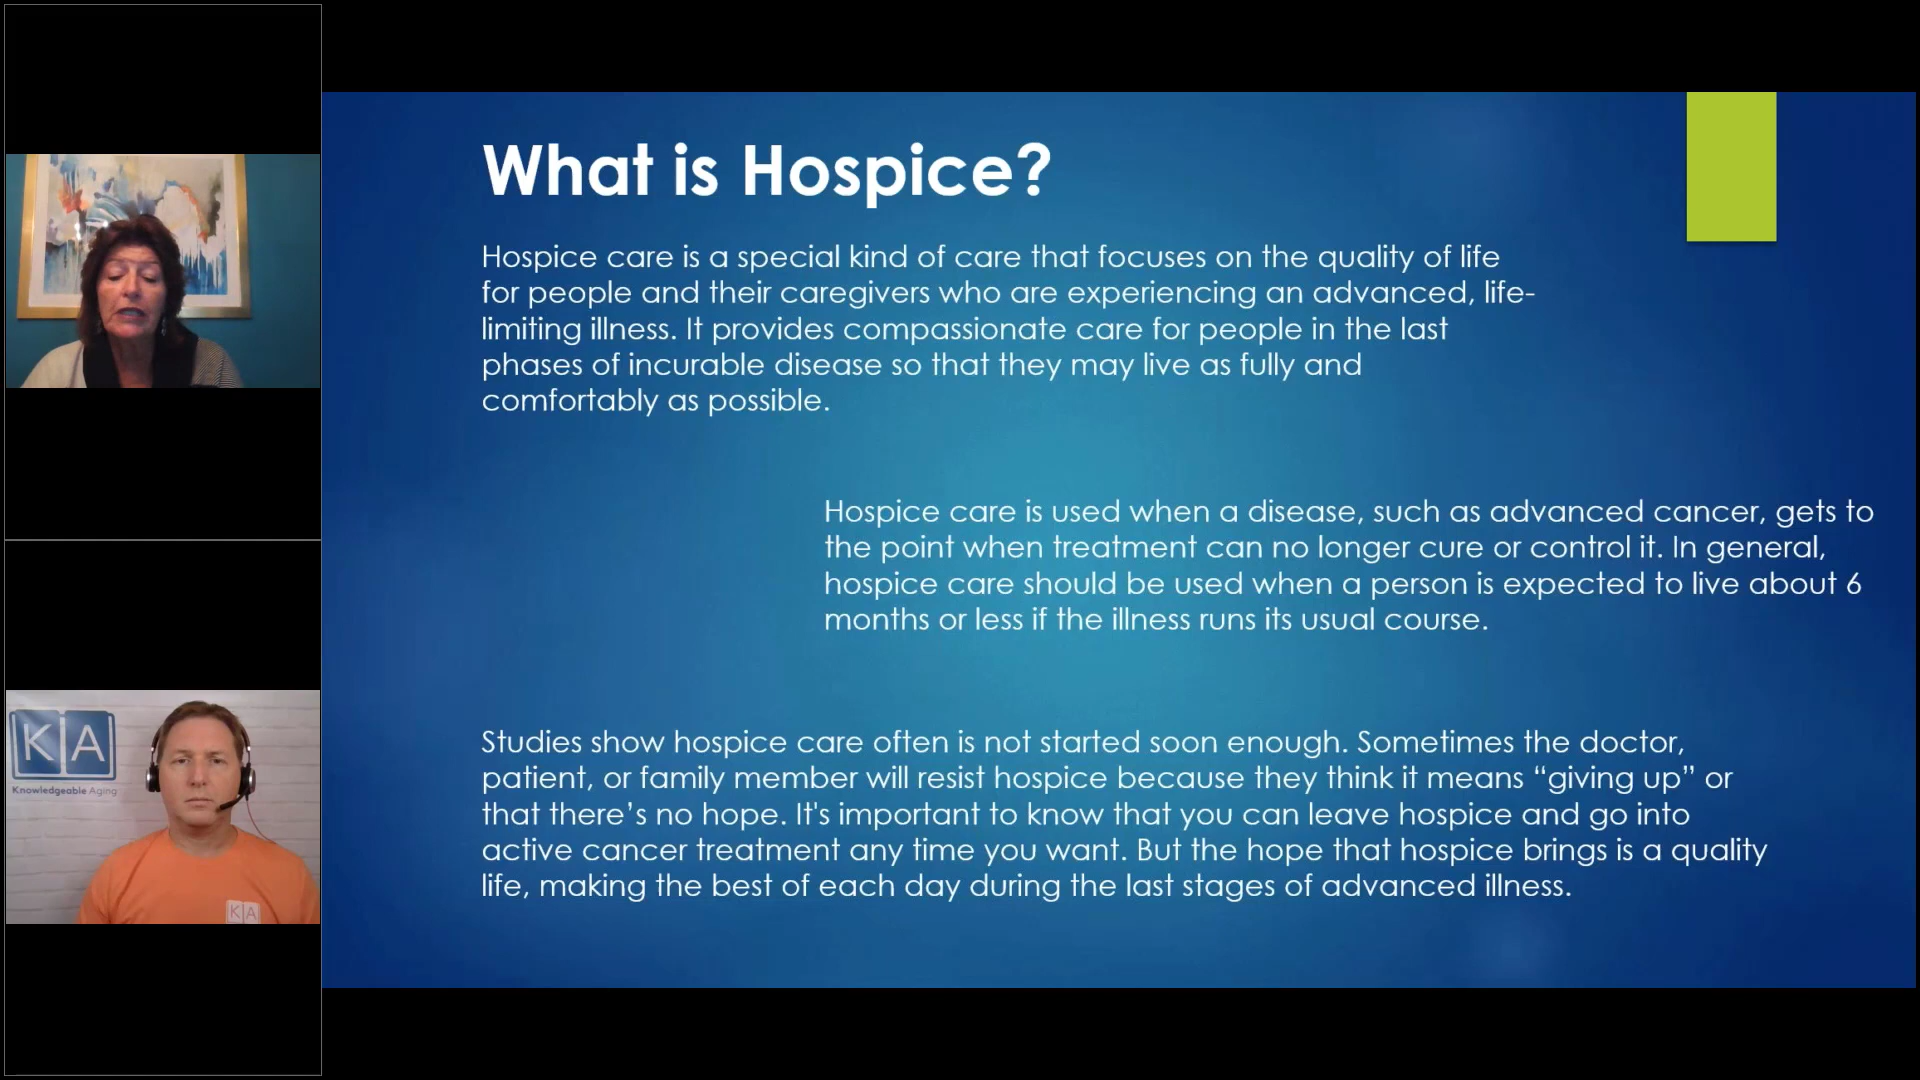 What is Hospice?
Hospice care is a special kind of care that focuses on the quality of life
for people and their caregivers who are experiencing an advanced, life-
limiting illness. It provides compassionate care for people in the last
phases of incurable disease so that they may live as fully and
comfortably as possible.
Hospice care is used when a disease, such as advanced cancer, gets to
the point when treatment can no longer cure or control it. In general,
hospice care should be used when a person is expected to live about 6
months or less if the illness runs its usual course.
Studies show hospice care often is not started soon enough. Sometimes the doctor,
patient, or family member will resist hospice because they think it means “giving up” or
that there’s no hope. It's important to know that you can leave hospice and go into
active cancer treatment any time you want. But the hope that hospice brings is a quality
life, making the best of each day during the last stages of advanced illness.
KA
Knowledgeable Aging
KA